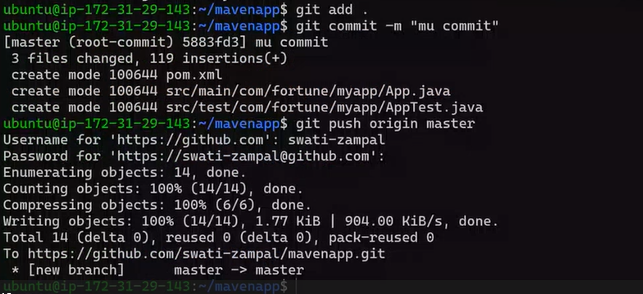 ubuntu@ip-172-31-29-143:~/mavenapp$ git add .
ubuntu@ip-172-31-29-143:~/mavenapp$ git commit -m "mu commit"
[master (root-commit) 5883fd3] mu commit
 3 files changed, 119 insertions(+)
 create mode 100644 pom.xml
 create mode 100644 src/main/com/fortune/myapp/App.java
 create mode 100644 src/test/com/fortune/myapp/AppTest.java
ubuntu@ip-172-31-29-143:~/mavenapp$ git push origin master
Username for 'https://github.com': swati-zampal
Password for 'https://swati-zampal@github.com':
Enumerating objects: 14, done.
Counting objects: 100% (14/14), done.
Compressing objects: 100% (6/6), done.
Writing objects: 100% (14/14), 1.77 KiB | 904.00 KiB/s, done.
Total 14 (delta 0), reused 0 (delta 0), pack-reused 0
To https://github.com/swati-zampal/mavenapp.git
 * [new branch]      master -> master
ubuntu@ip-172-31-29-143:~/mavenapp$